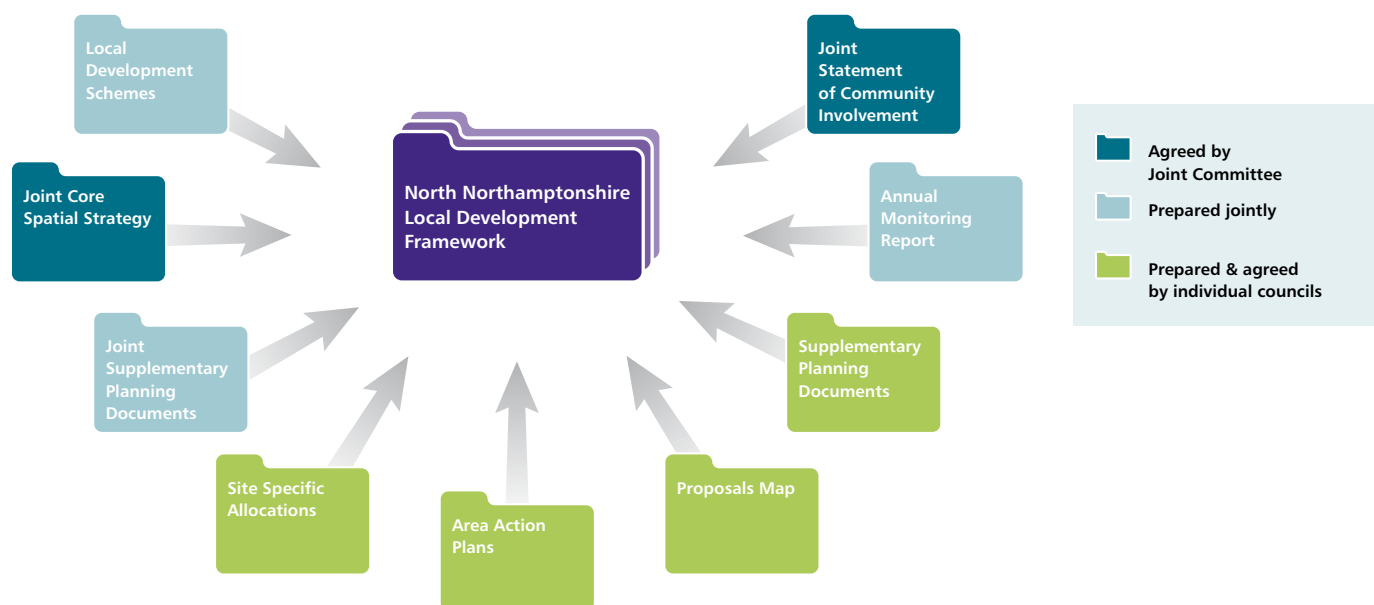 Local
Development
Schemes
Joint
Statement
of Community
Involvement
Agreed by
Joint Committee
Prepared jointly
Prepared & agreed
by individual councils
North Northamptonshire
Local Development
Framework
Joint Core
Spatial Strategy
Annual
Monitoring
Report
Joint
Supplementary
Planning
Documents
Supplementary
Planning
Documents
Site Specific
Allocations
Area Action
Plans
Proposals Map